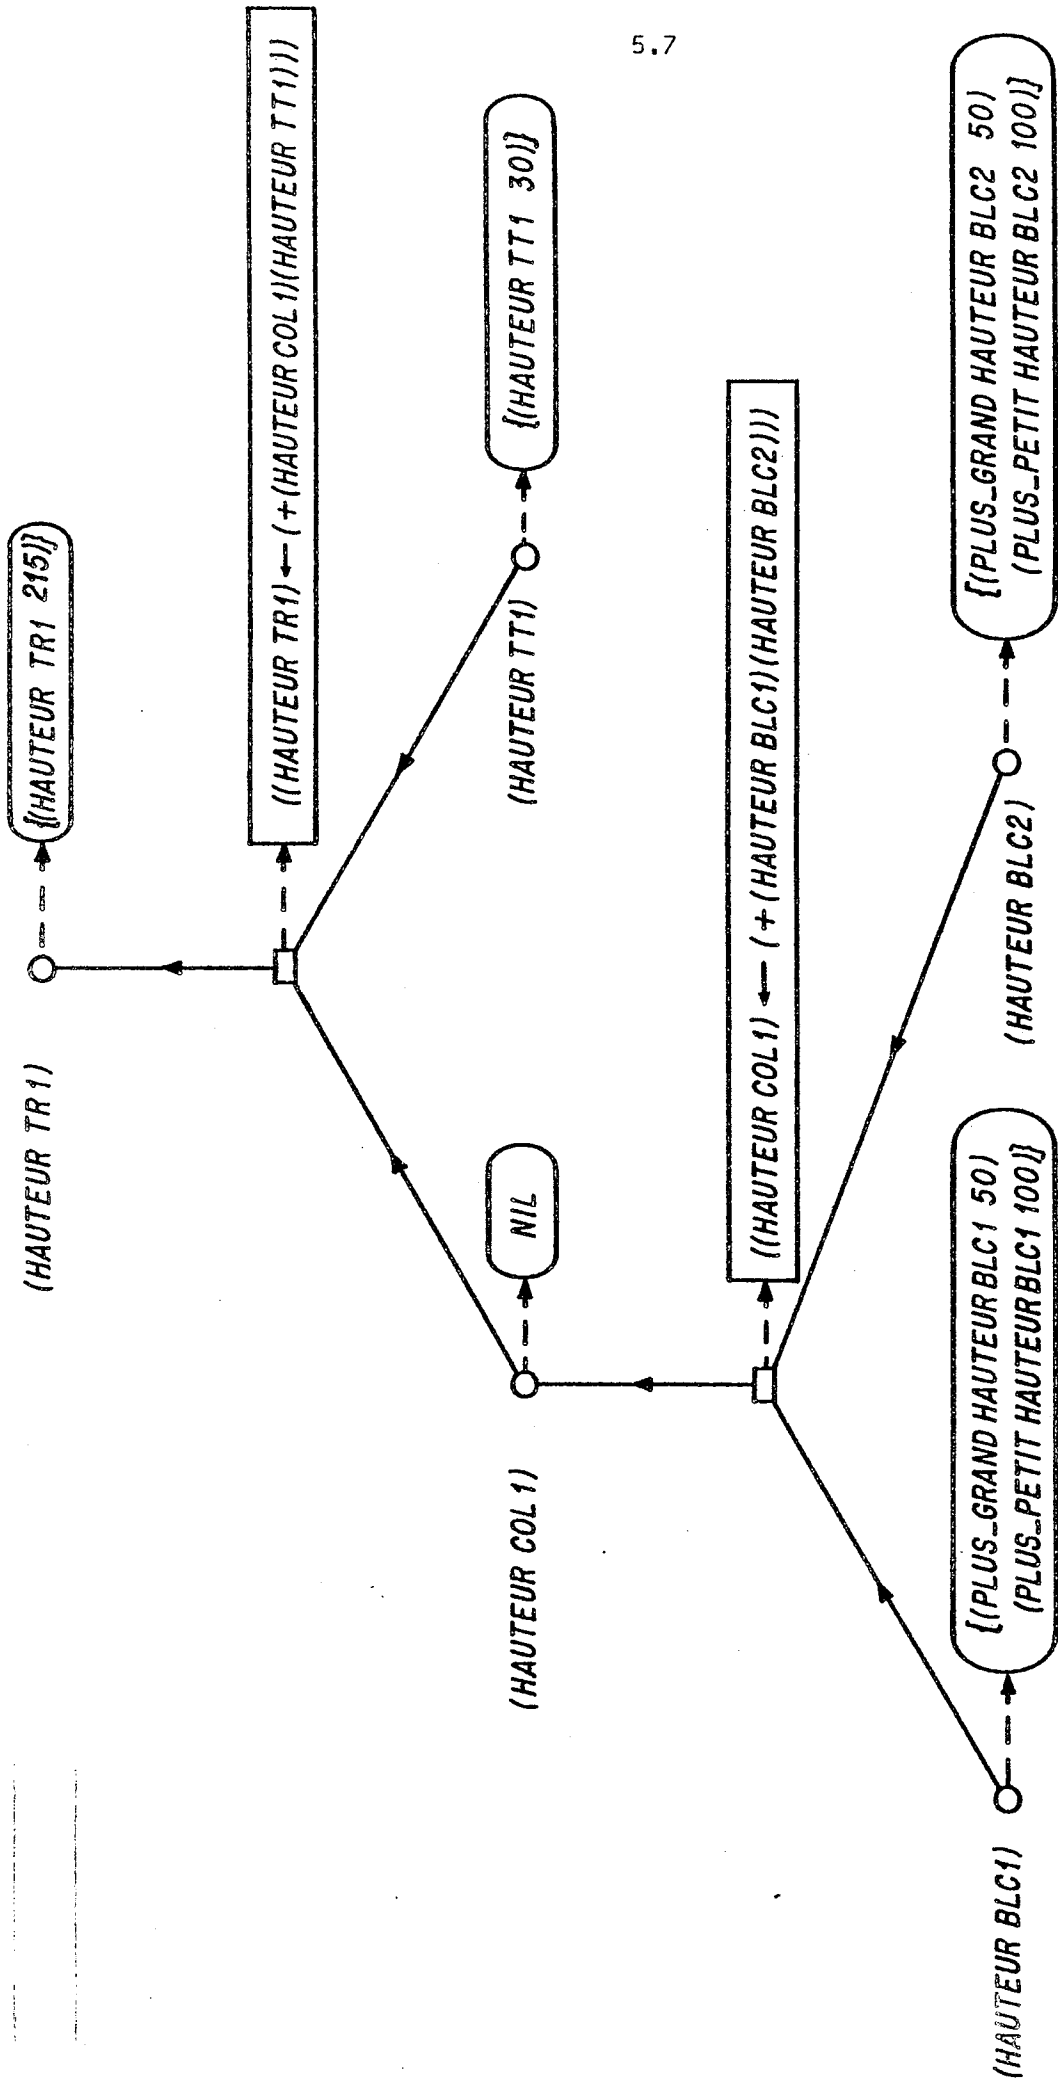 5.7
(HAUTEUR TR1)
{(HAUTEUR TR1 215)}
((HAUTEUR TR1) ← (+(HAUTEUR COL1)(HAUTEUR TT1)))
(HAUTEUR COL1)
NIL
(HAUTEUR TT1)
{(HAUTEUR TT1 30)}
((HAUTEUR COL1) ← (+(HAUTEUR BLC1)(HAUTEUR BLC2)))
(HAUTEUR BLC1)
{(PLUS_GRAND HAUTEUR BLC1 50)
(PLUS_PETIT HAUTEUR BLC1 100)}
(HAUTEUR BLC2)
{(PLUS_GRAND HAUTEUR BLC2 50)
(PLUS_PETIT HAUTEUR BLC2 100)}